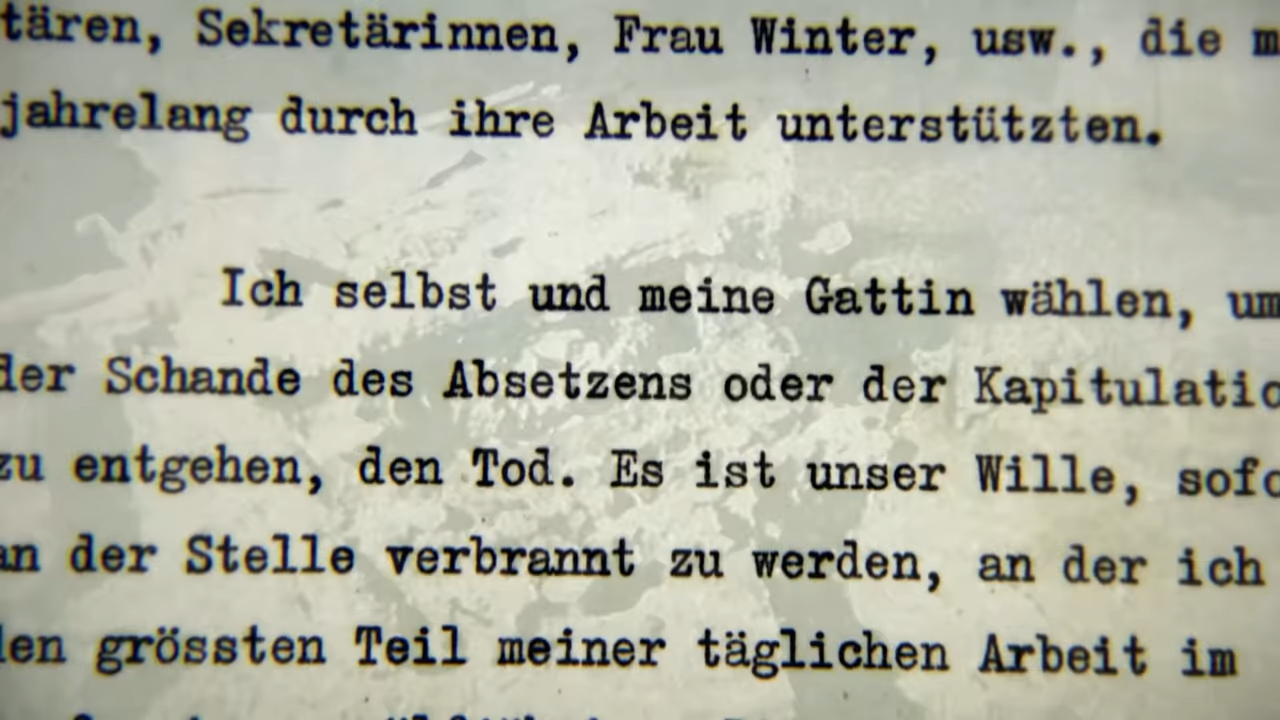 tären, Sekretärinnen, Frau Winter, usw., die m
jahrelang durch ihre Arbeit unterstützten.
Ich selbst und meine Gattin wählen, um
der Schande des Absetzens oder der Kapitulatio
zu entgehen, den Tod. Es ist unser Wille, sofo
an der Stelle verbrannt zu werden, an der ich
den grössten Teil meiner täglichen Arbeit im